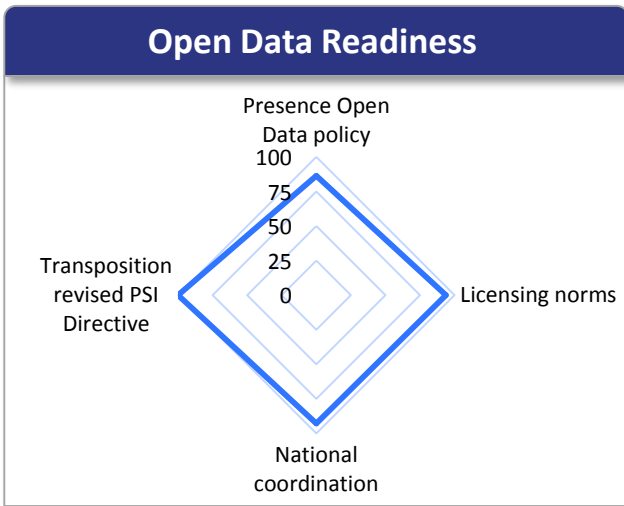 Open Data Readiness
Presence Open
Data policy
100
75
50
25
0
Transposition
revised PSI
Directive
Licensing norms
National
coordination